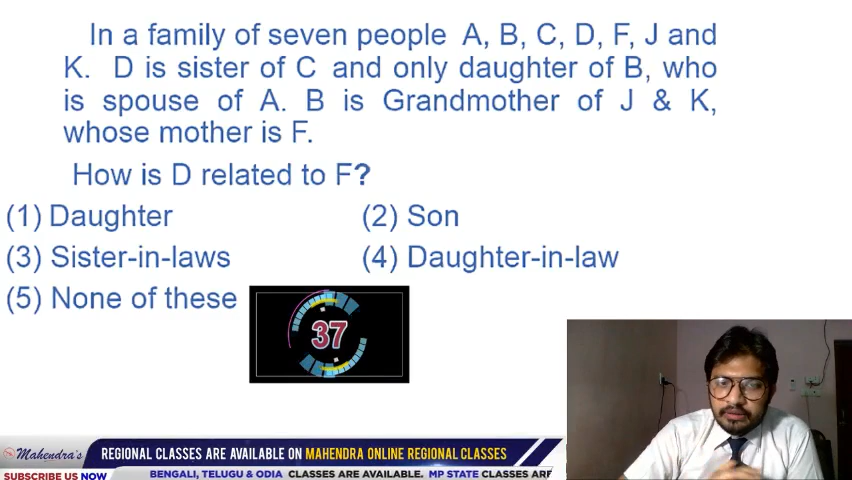 In a family of seven people A, B, C, D, F, J and
K. D is sister of C and only daughter of B, who
is spouse of A. B is Grandmother of J & K,
whose mother is F.
How is D related to F?
(1) Daughter
(2) Son
(3) Sister-in-laws
(4) Daughter-in-law
(5) None of these
37
Mahendra's
REGIONAL CLASSES ARE AVAILABLE ON MAHENDRA ONLINE REGIONAL CLASSES
SUBSCRIBE US NOW
BENGALI, TELUGU & ODIA CLASSES ARE AVAILABLE. MP STATE CLASSES ARE